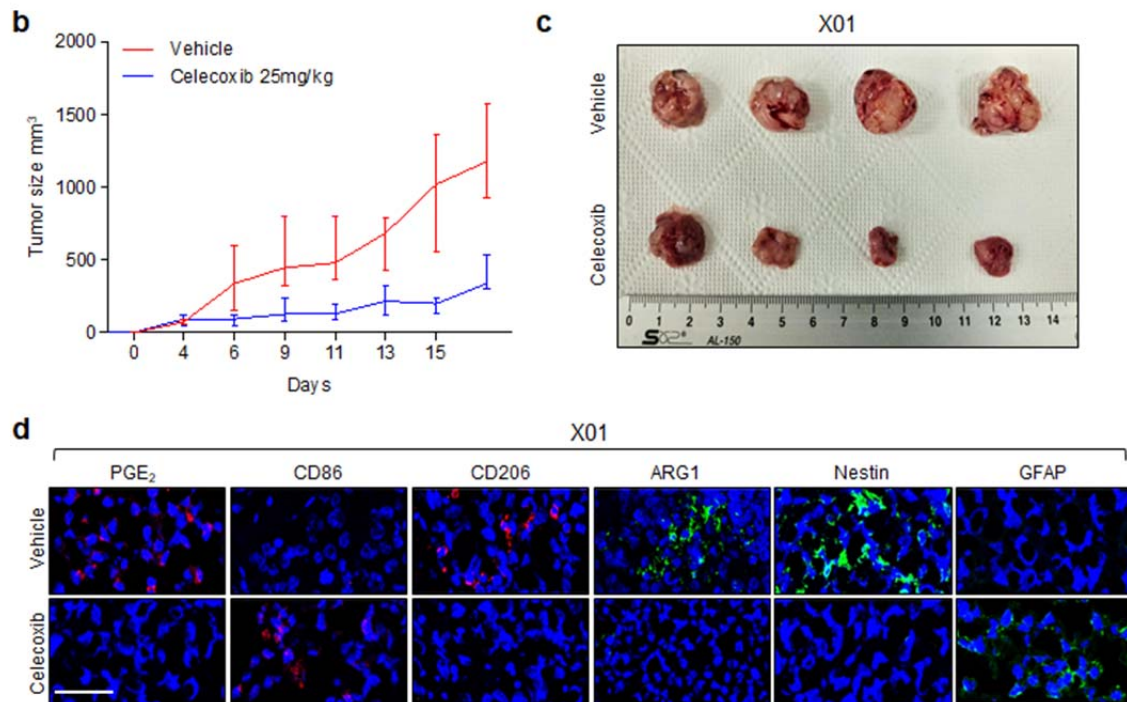 b
2000
1500
1000
500
0
Tumor size mm³
Vehicle
Celecoxib 25mg/kg
0 4 6 9 11 13 15
Days
c
X01
Vehicle
Celecoxib
0 1 2 3 4 5 6 7 8 9 10 11 12 13 14
S
AL-150
d
X01
PGE₂ CD86 CD206 ARG1 Nestin GFAP
Vehicle
Celecoxib